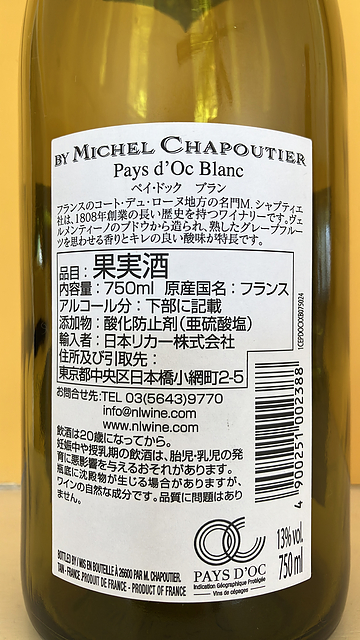 BY MICHEL CHAPOUTIER
Pays d'Oc Blanc
ペイ・ドック ブラン
フランスのコート・デュ・ローヌ地方の名門M. シャプティエ
社は、1808年創業の長い歴史を持つワイナリーです。ヴェ
ルメンティーノのブドウから造られ、熟したグレープフルー
ツを思わせる香りとキレの良い酸味が特長です。
品目：果実酒
内容量：750ml 原産国名：フランス
アルコール分：下部に記載
添加物：酸化防止剤(亜硫酸塩)
輸入者：日本リカー株式会社
住所及び引取先：
東京都中央区日本橋小網町2-5
お問合せ先:TEL 03(5643)9770
info@nlwine.com
www.nlwine.com
飲酒は20歳になってから。
妊娠中や授乳期の飲酒は、胎児・乳児の発
育に悪影響を与えるおそれがあります。
瓶底に沈殿物が生じる場合がありますが、
ワインの自然な成分です。品質に問題はあり
ません。
4 900251 002388
BOTTLED BY / MIS EN BOUTEILLE À 26600 PAR M. CHAPOUTIER.
TAIN - FRANCE /PRODUIT DE FRANCE - PRODUCT OF FRANCE
PAYS D'OC
Indication Géographique Protégée
Vins de cépages
13% vol.
750 ml